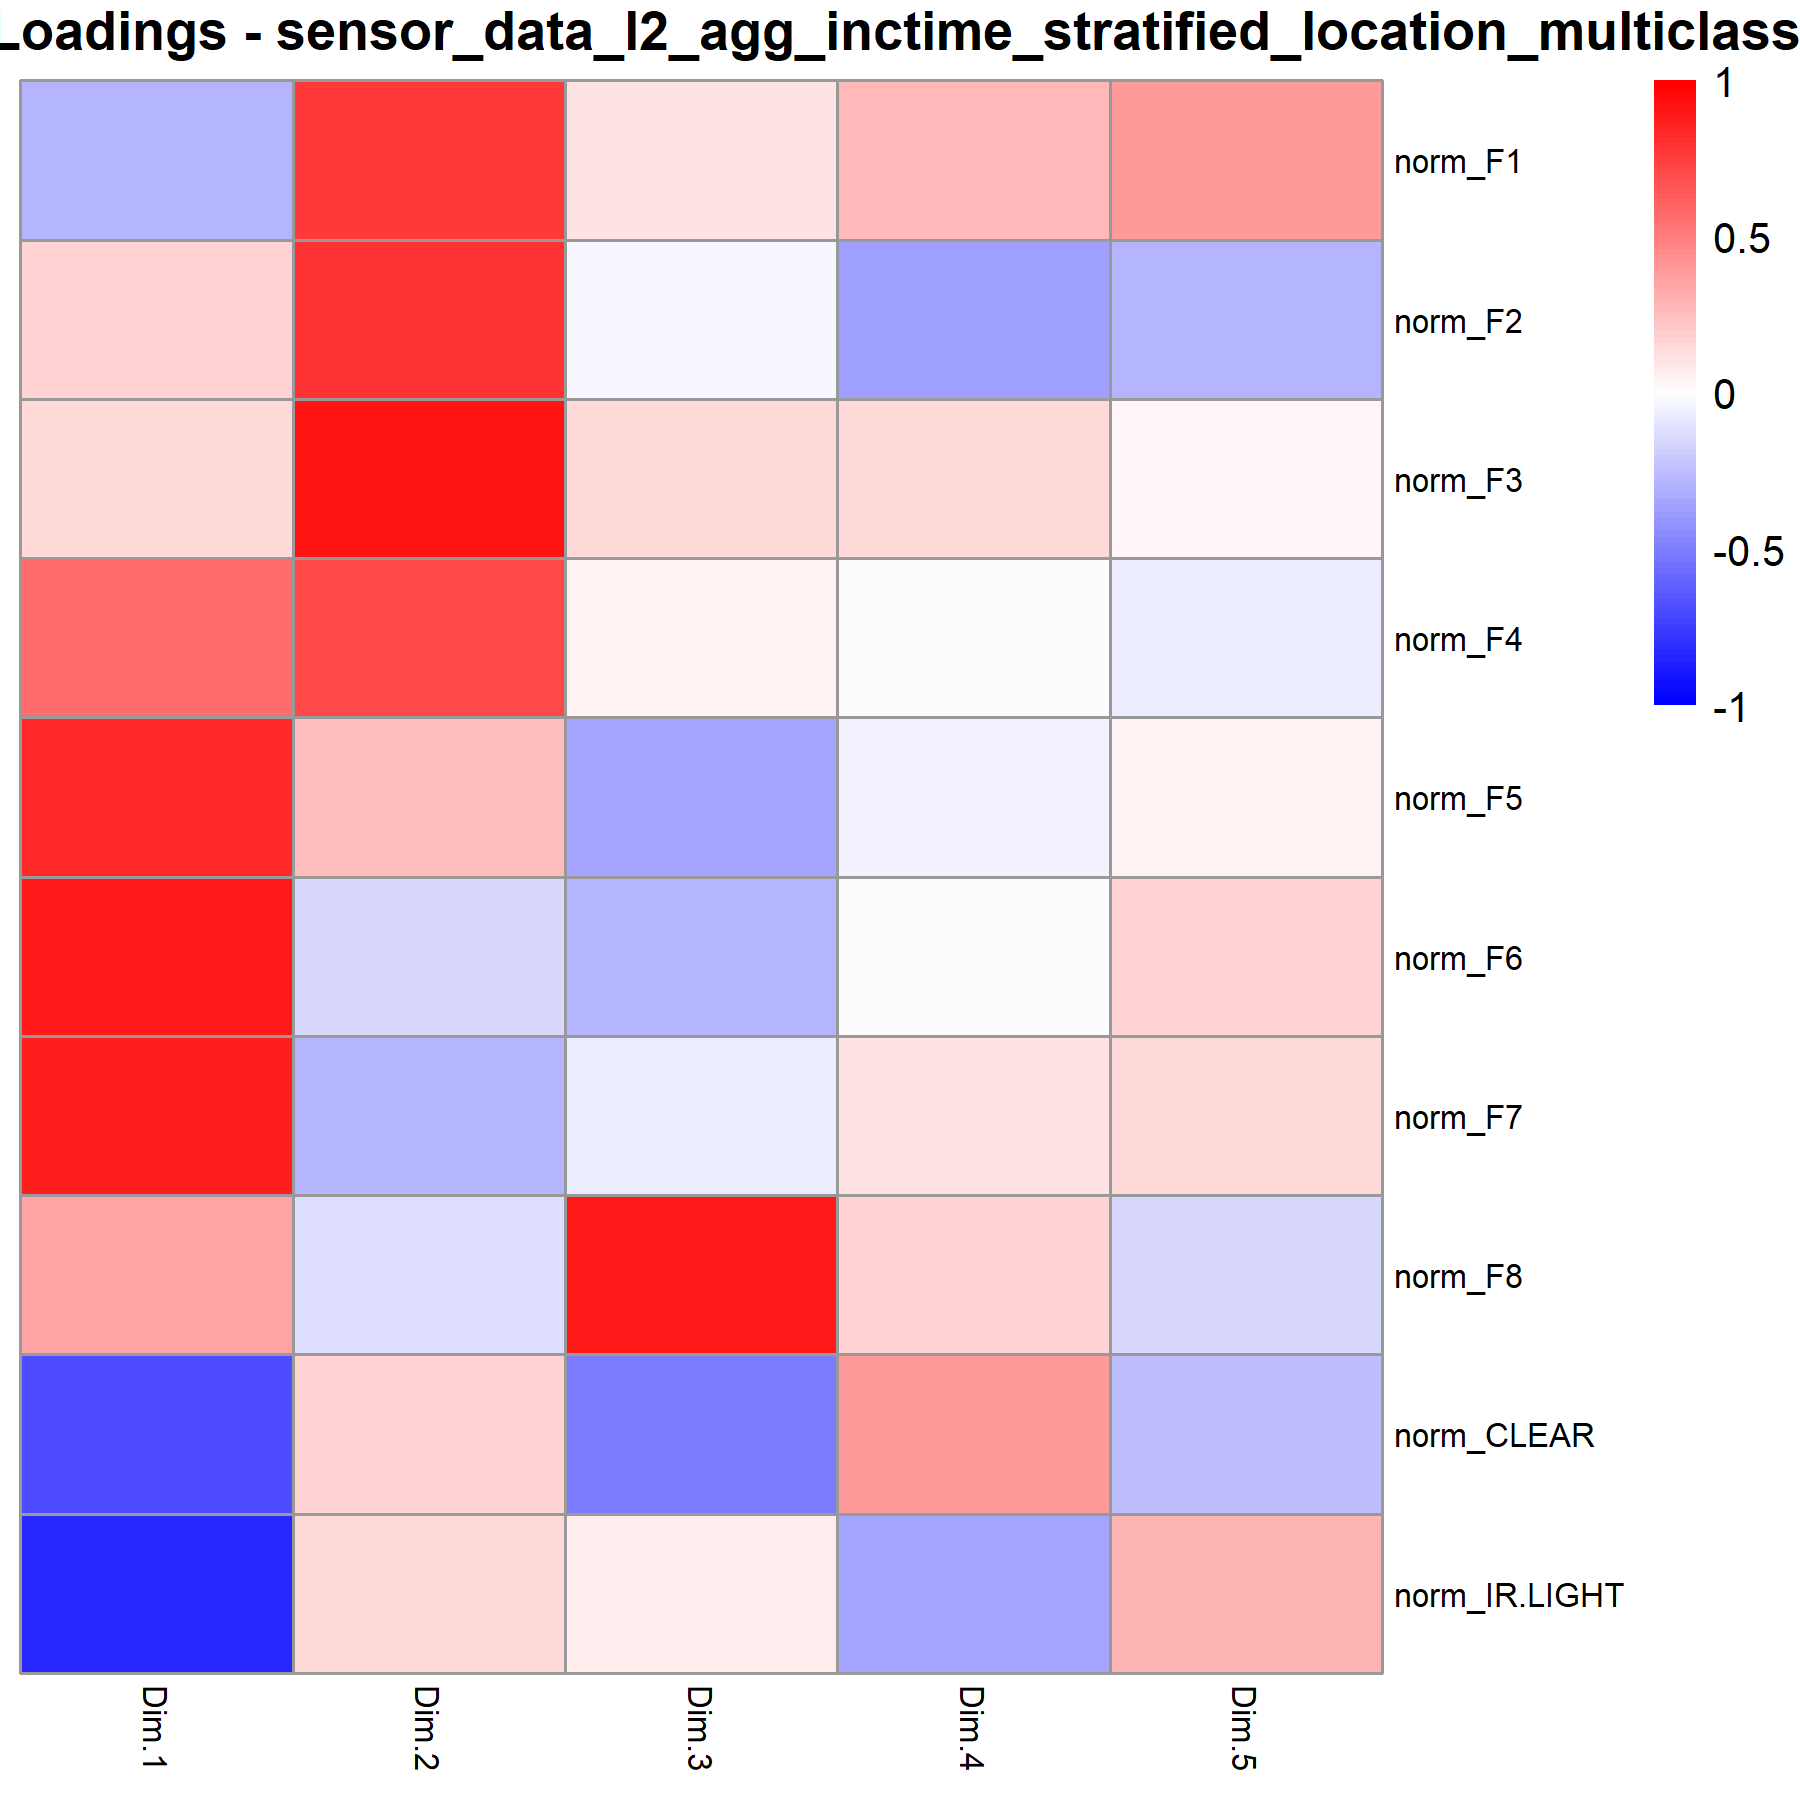 Loadings - sensor_data_l2_agg_inctime_stratified_location_multiclass
1
0.5
0
-0.5
-1
norm_F1
norm_F2
norm_F3
norm_F4
norm_F5
norm_F6
norm_F7
norm_F8
norm_CLEAR
norm_IR.LIGHT
Dim.1
Dim.2
Dim.3
Dim.4
Dim.5